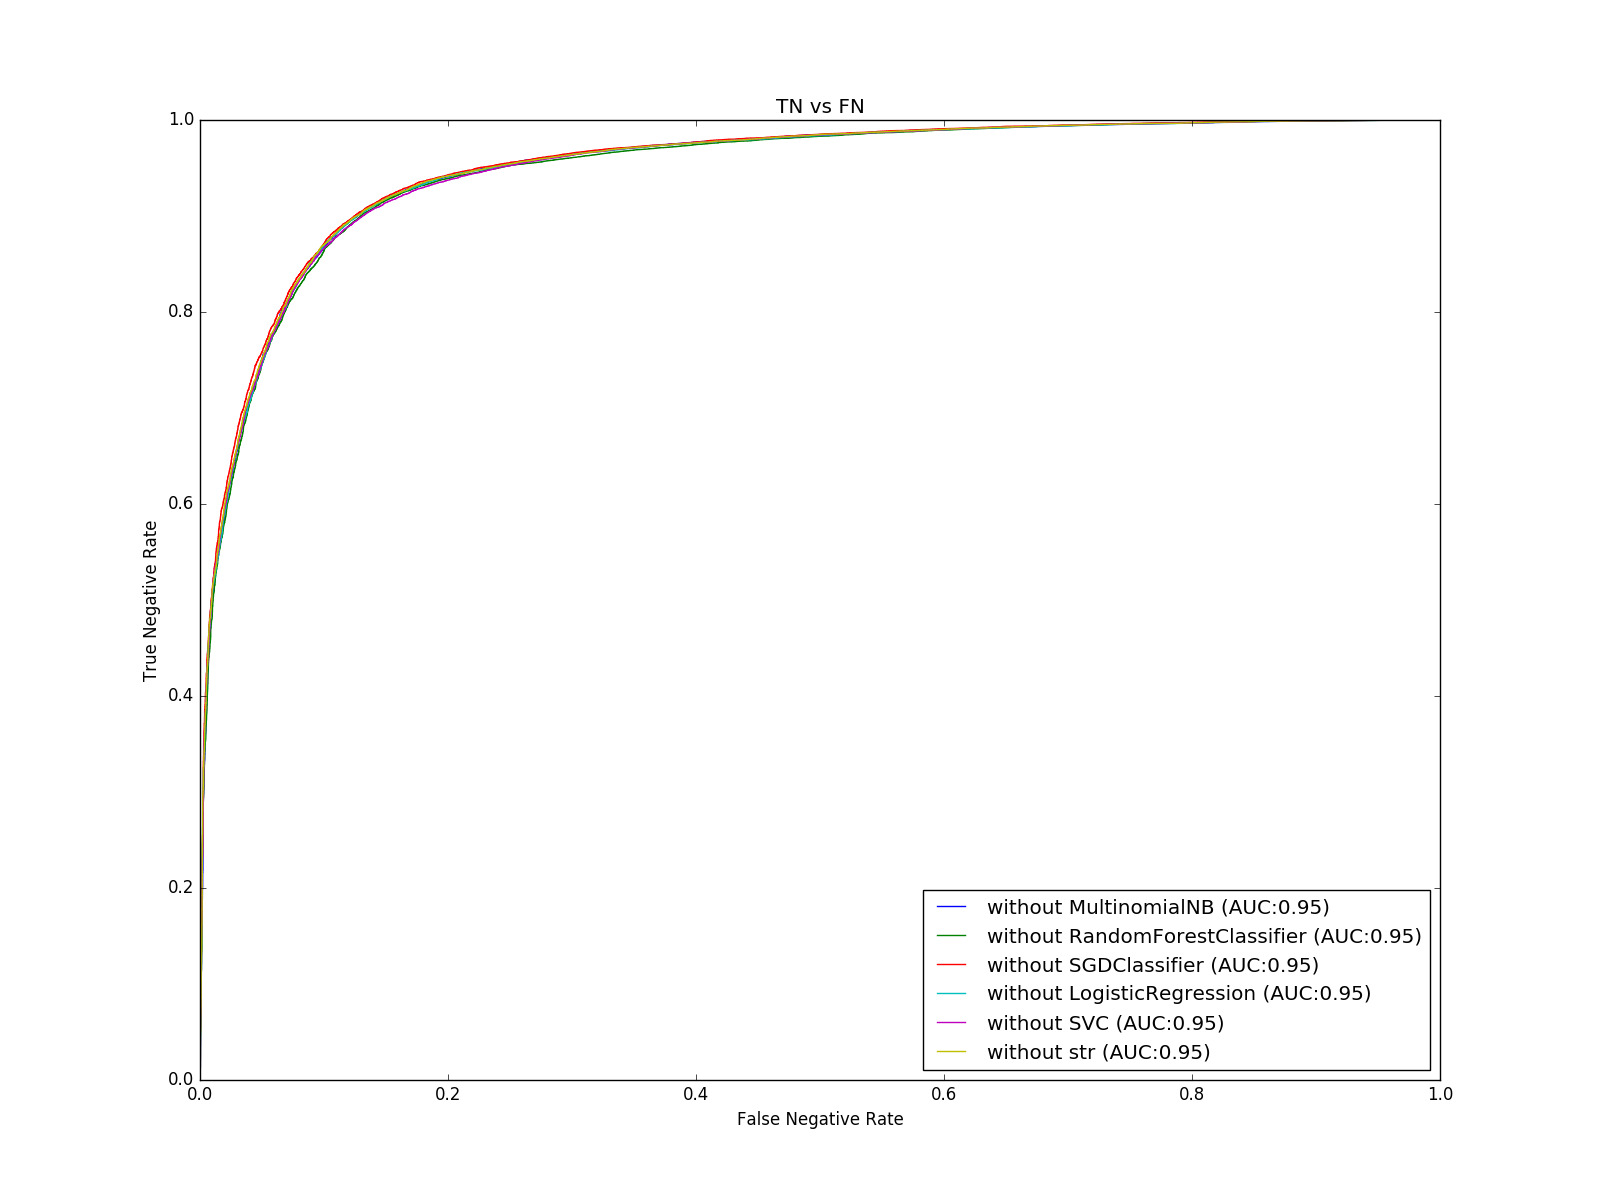 TN vs FN
1.0
0.8
0.6
0.4
0.2
0.0
True Negative Rate
without MultinomialNB (AUC:0.95)
without RandomForestClassifier (AUC:0.95)
without SGDClassifier (AUC:0.95)
without LogisticRegression (AUC:0.95)
without SVC (AUC:0.95)
without str (AUC:0.95)
0.0 0.2 0.4 0.6 0.8 1.0
False Negative Rate